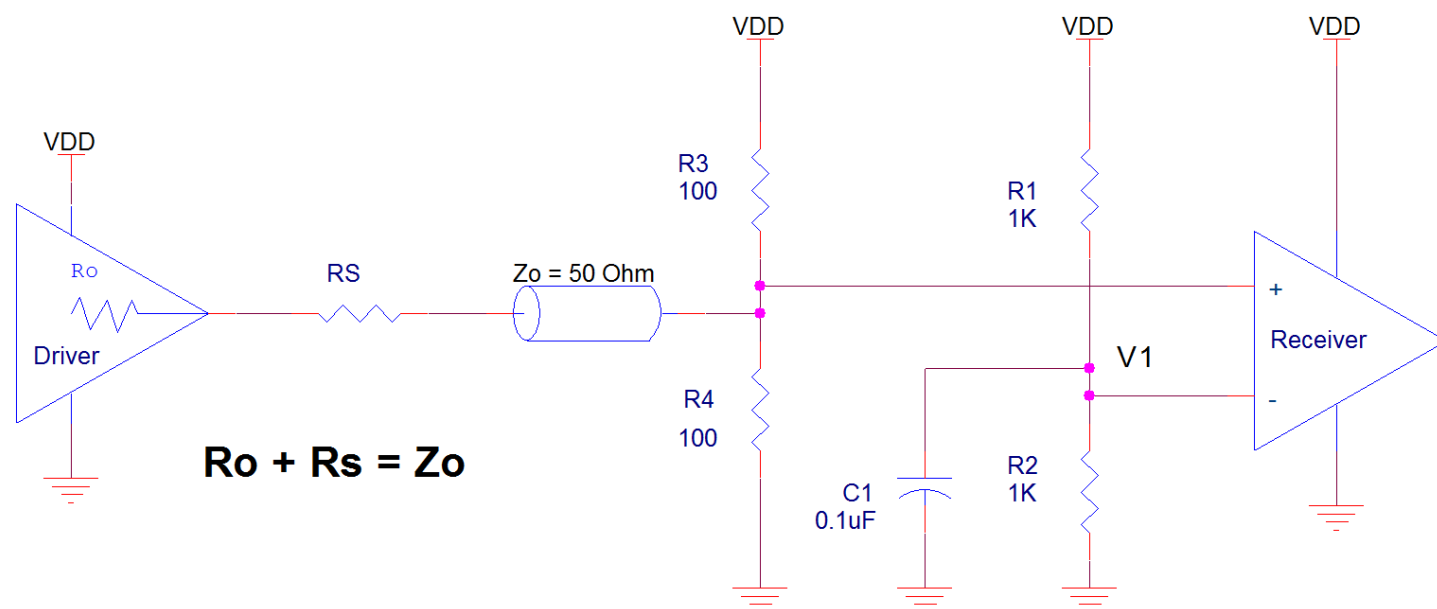 VDD
VDD
VDD
VDD
R3
100
R1
1K
Ro
RS
Zo = 50 Ohm
+
Driver
Receiver
V1
R4
100
-
Ro + Rs = Zo
C1
0.1uF
R2
1K